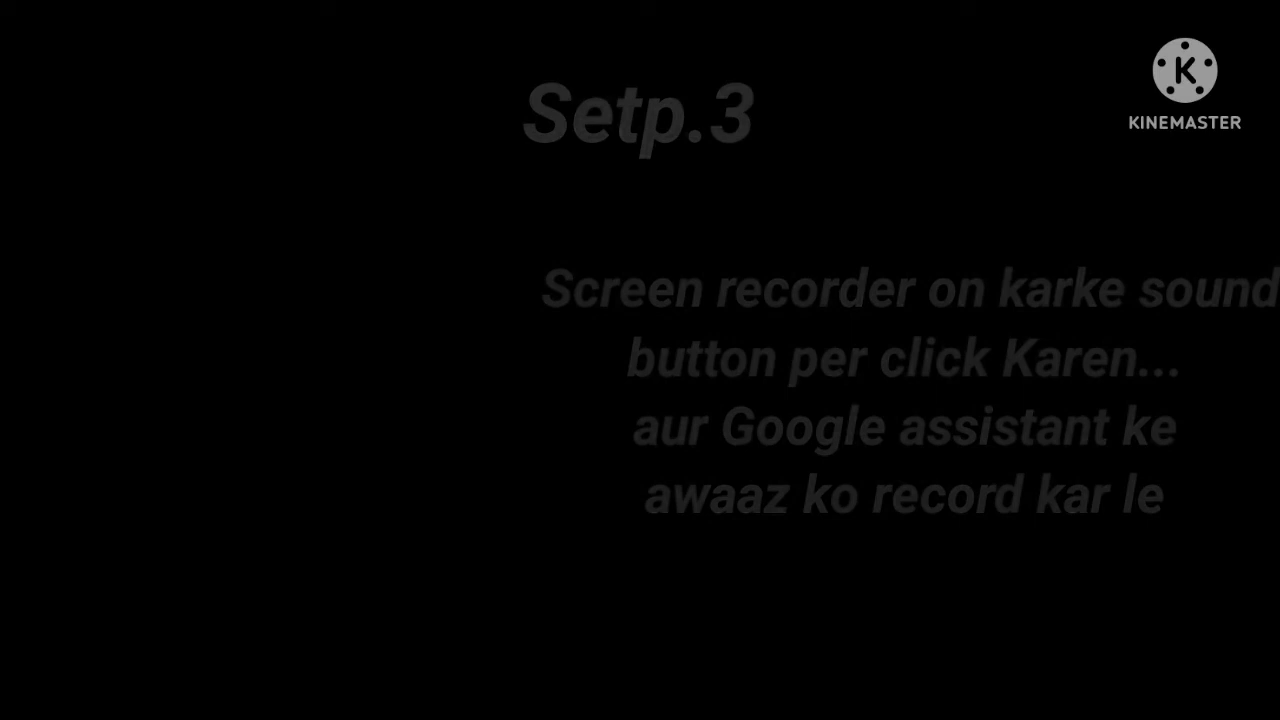 Setp.3
KINEMASTER
Screen recorder on karke sound
button per click Karen...
aur Google assistant ke
awaaz ko record kar le